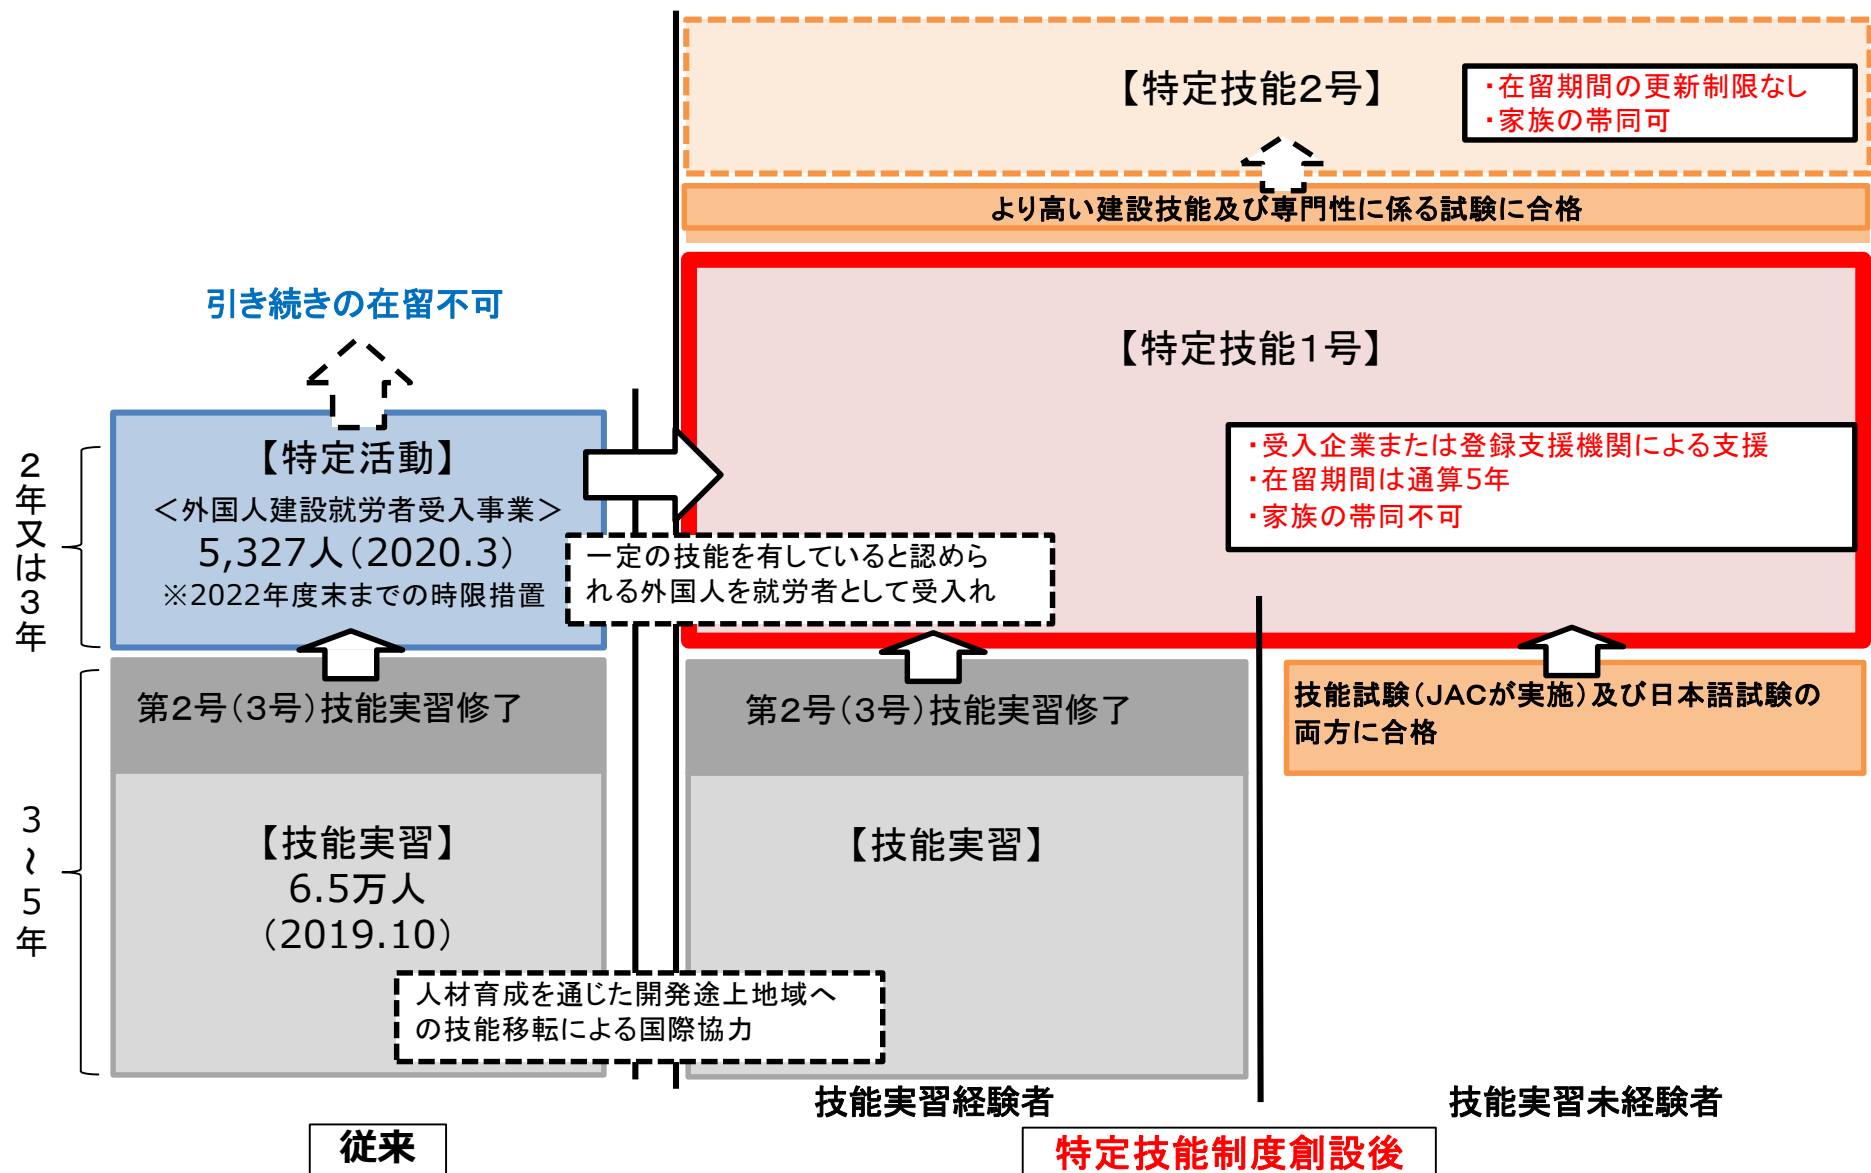 【特定技能2号】
・在留期間の更新制限なし
・家族の帯同可
より高い建設技能及び専門性に係る試験に合格
引き続きの在留不可
【特定技能1号】
・受入企業または登録支援機関による支援
・在留期間は通算5年
・家族の帯同不可
2年又は3年
【特定活動】
＜外国人建設就労者受入事業＞
5,327人(2020.3)
※2022年度末までの時限措置
一定の技能を有していると認めら
れる外国人を就労者として受入れ
第2号(3号)技能実習修了
第2号(3号)技能実習修了
技能試験(JACが実施)及び日本語試験の
両方に合格
3～5年
【技能実習】
6.5万人
(2019.10)
【技能実習】
人材育成を通じた開発途上地域へ
の技能移転による国際協力
技能実習経験者
技能実習未経験者
従来
特定技能制度創設後